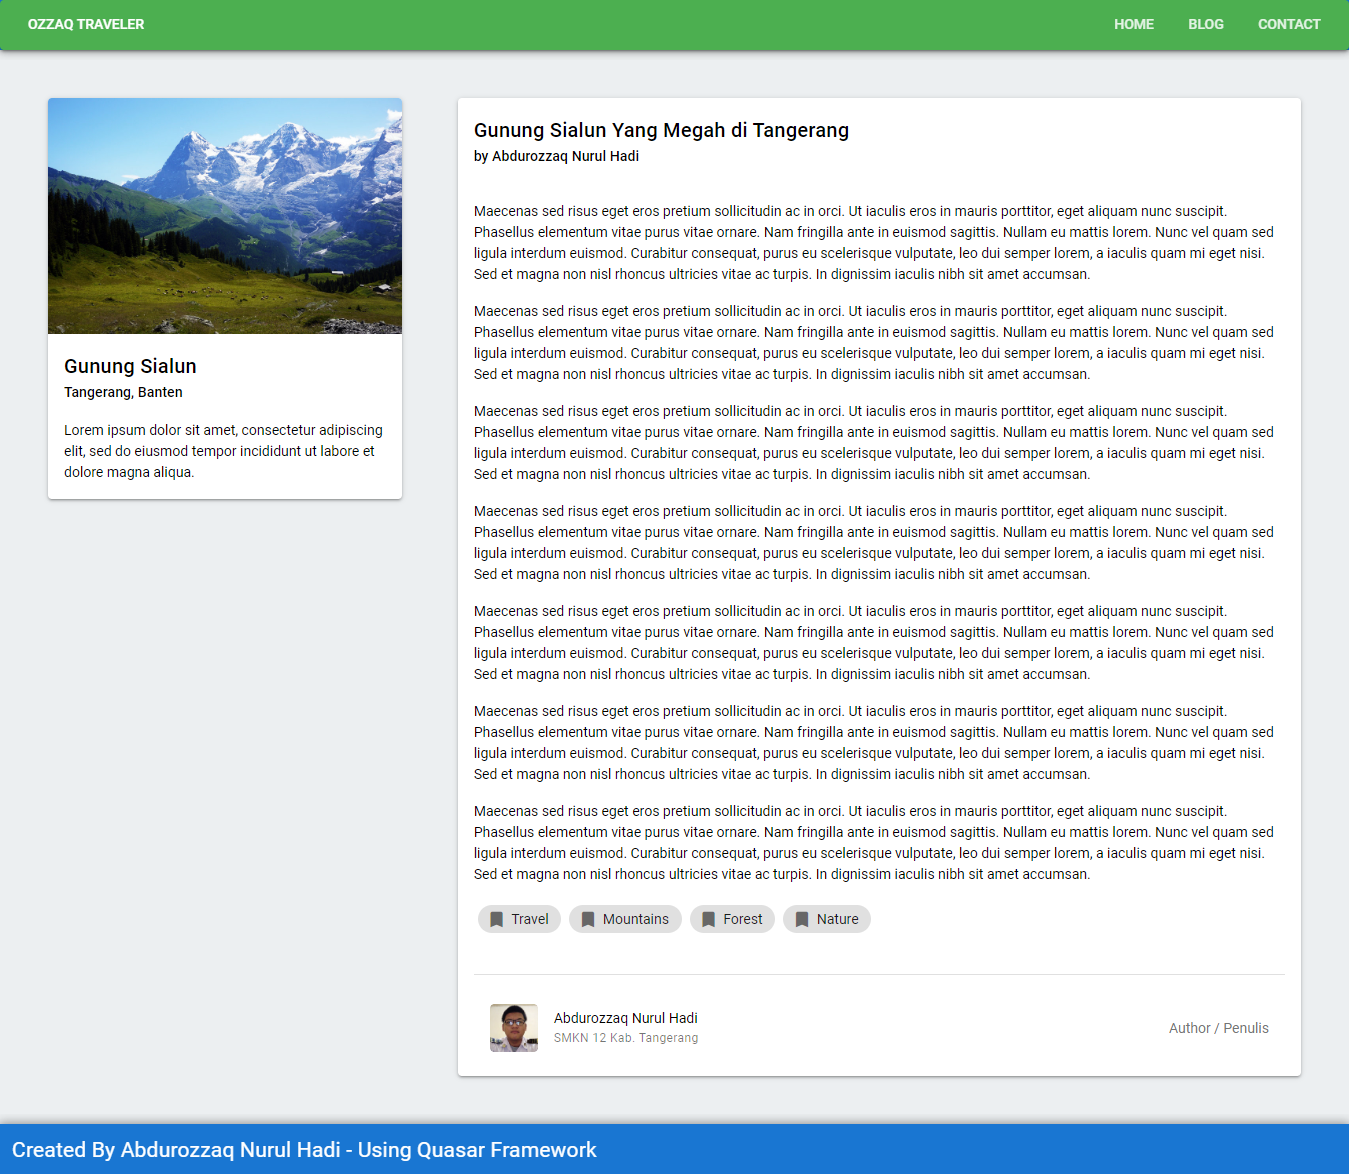 OZZAQ TRAVELER
HOME
BLOG
CONTACT
Gunung Sialun
Tangerang, Banten
Lorem ipsum dolor sit amet, consectetur adipiscing
elit, sed do eiusmod tempor incididunt ut labore et
dolore magna aliqua.
Gunung Sialun Yang Megah di Tangerang
by Abdurozzaq Nurul Hadi
Maecenas sed risus eget eros pretium sollicitudin ac in orci. Ut iaculis eros in mauris porttitor, eget aliquam nunc suscipit.
Phasellus elementum vitae purus vitae ornare. Nam fringilla ante in euismod sagittis. Nullam eu mattis lorem. Nunc vel quam sed
ligula interdum euismod. Curabitur consequat, purus eu scelerisque vulputate, leo dui semper lorem, a iaculis quam mi eget nisi.
Sed et magna non nisl rhoncus ultricies vitae ac turpis. In dignissim iaculis nibh sit amet accumsan.
Maecenas sed risus eget eros pretium sollicitudin ac in orci. Ut iaculis eros in mauris porttitor, eget aliquam nunc suscipit.
Phasellus elementum vitae purus vitae ornare. Nam fringilla ante in euismod sagittis. Nullam eu mattis lorem. Nunc vel quam sed
ligula interdum euismod. Curabitur consequat, purus eu scelerisque vulputate, leo dui semper lorem, a iaculis quam mi eget nisi.
Sed et magna non nisl rhoncus ultricies vitae ac turpis. In dignissim iaculis nibh sit amet accumsan.
Maecenas sed risus eget eros pretium sollicitudin ac in orci. Ut iaculis eros in mauris porttitor, eget aliquam nunc suscipit.
Phasellus elementum vitae purus vitae ornare. Nam fringilla ante in euismod sagittis. Nullam eu mattis lorem. Nunc vel quam sed
ligula interdum euismod. Curabitur consequat, purus eu scelerisque vulputate, leo dui semper lorem, a iaculis quam mi eget nisi.
Sed et magna non nisl rhoncus ultricies vitae ac turpis. In dignissim iaculis nibh sit amet accumsan.
Maecenas sed risus eget eros pretium sollicitudin ac in orci. Ut iaculis eros in mauris porttitor, eget aliquam nunc suscipit.
Phasellus elementum vitae purus vitae ornare. Nam fringilla ante in euismod sagittis. Nullam eu mattis lorem. Nunc vel quam sed
ligula interdum euismod. Curabitur consequat, purus eu scelerisque vulputate, leo dui semper lorem, a iaculis quam mi eget nisi.
Sed et magna non nisl rhoncus ultricies vitae ac turpis. In dignissim iaculis nibh sit amet accumsan.
Maecenas sed risus eget eros pretium sollicitudin ac in orci. Ut iaculis eros in mauris porttitor, eget aliquam nunc suscipit.
Phasellus elementum vitae purus vitae ornare. Nam fringilla ante in euismod sagittis. Nullam eu mattis lorem. Nunc vel quam sed
ligula interdum euismod. Curabitur consequat, purus eu scelerisque vulputate, leo dui semper lorem, a iaculis quam mi eget nisi.
Sed et magna non nisl rhoncus ultricies vitae ac turpis. In dignissim iaculis nibh sit amet accumsan.
Maecenas sed risus eget eros pretium sollicitudin ac in orci. Ut iaculis eros in mauris porttitor, eget aliquam nunc suscipit.
Phasellus elementum vitae purus vitae ornare. Nam fringilla ante in euismod sagittis. Nullam eu mattis lorem. Nunc vel quam sed
ligula interdum euismod. Curabitur consequat, purus eu scelerisque vulputate, leo dui semper lorem, a iaculis quam mi eget nisi.
Sed et magna non nisl rhoncus ultricies vitae ac turpis. In dignissim iaculis nibh sit amet accumsan.
Maecenas sed risus eget eros pretium sollicitudin ac in orci. Ut iaculis eros in mauris porttitor, eget aliquam nunc suscipit.
Phasellus elementum vitae purus vitae ornare. Nam fringilla ante in euismod sagittis. Nullam eu mattis lorem. Nunc vel quam sed
ligula interdum euismod. Curabitur consequat, purus eu scelerisque vulputate, leo dui semper lorem, a iaculis quam mi eget nisi.
Sed et magna non nisl rhoncus ultricies vitae ac turpis. In dignissim iaculis nibh sit amet accumsan.
Travel
Mountains
Forest
Nature
Abdurozzaq Nurul Hadi
SMKN 12 Kab. Tangerang
Author / Penulis
Created By Abdurozzaq Nurul Hadi - Using Quasar Framework